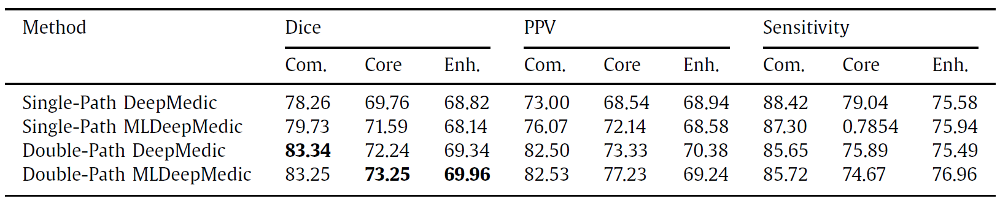 Method Dice PPV Sensitivity
Com. Core Enh. Com. Core Enh. Com. Core Enh.
Single-Path DeepMedic 78.26 69.76 68.82 73.00 68.54 68.94 88.42 79.04 75.58
Single-Path MLDeepMedic 79.73 71.59 68.14 76.07 72.14 68.58 87.30 0.7854 75.94
Double-Path DeepMedic 83.34 72.24 69.34 82.50 73.33 70.38 85.65 75.89 75.49
Double-Path MLDeepMedic 83.25 73.25 69.96 82.53 77.23 69.24 85.72 74.67 76.96